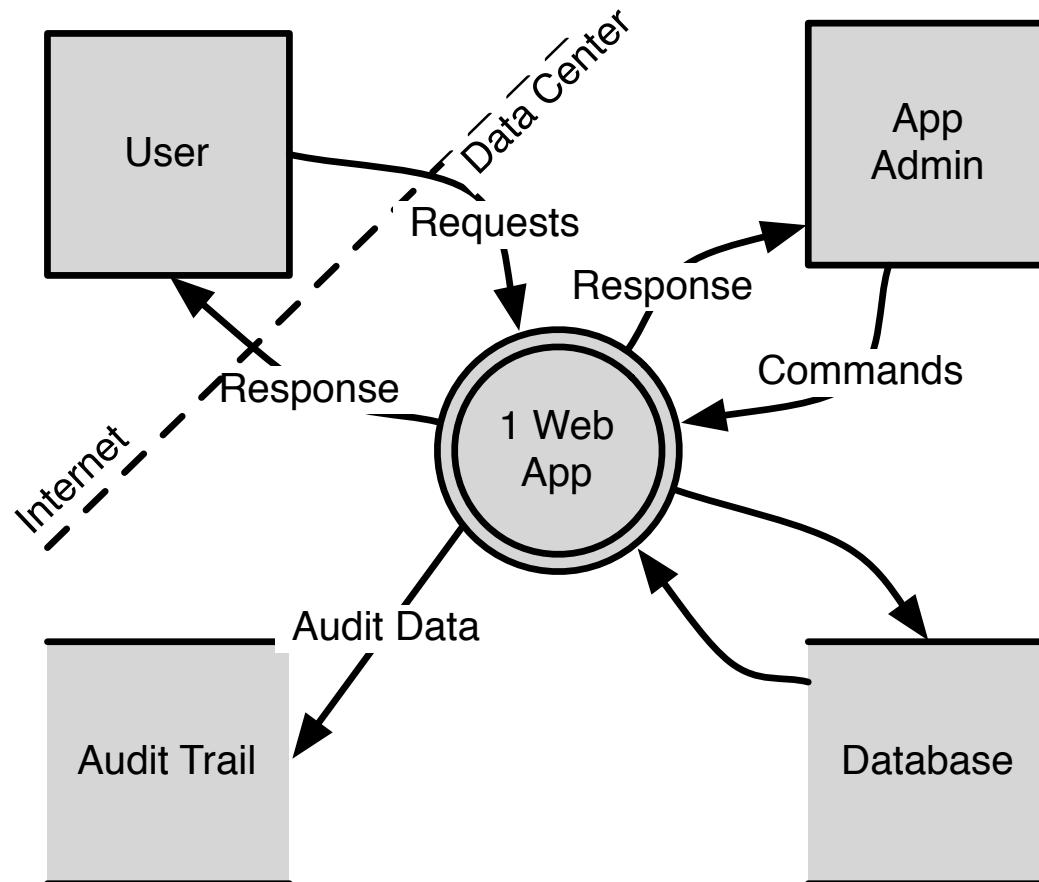 User
Data Center
App
Admin
Requests
Response
Commands
Response
1 Web
App
Internet
Audit Data
Audit Trail
Database